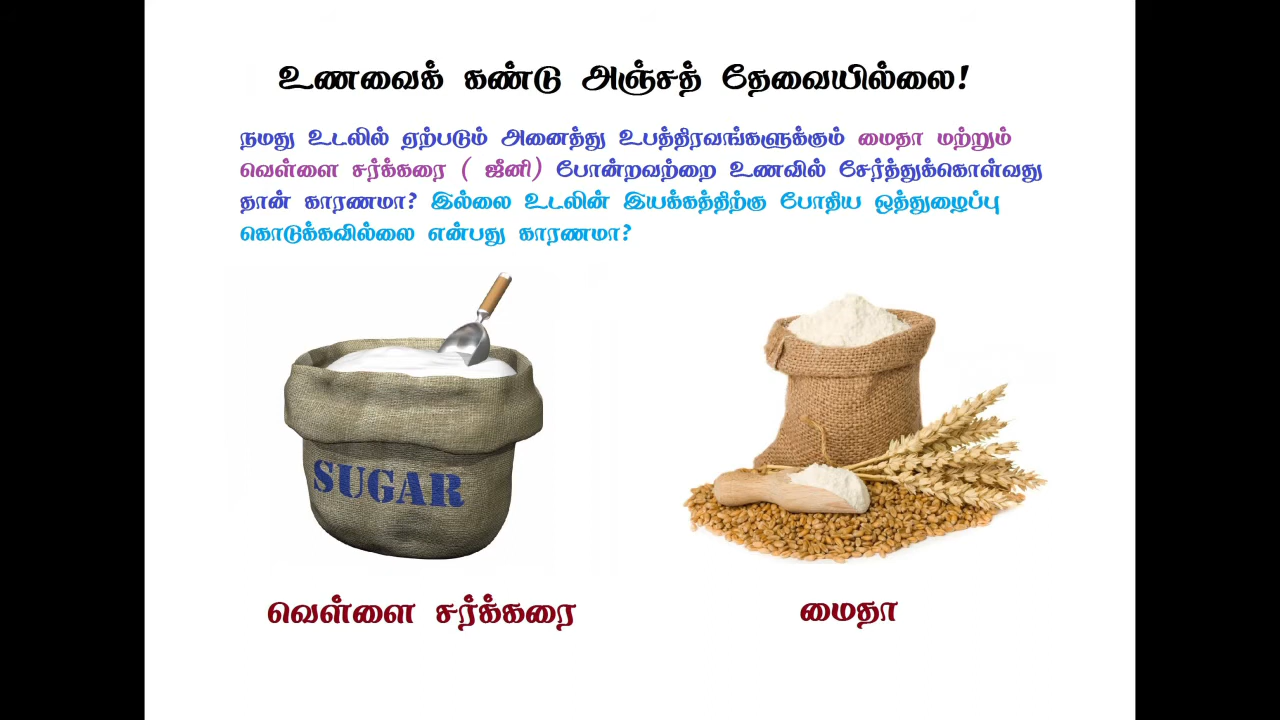 உணவைக் கண்டு அஞ்சத் தேவையில்லை!
நமது உடலில் ஏற்படும் அனைத்து உபத்திரவங்களுக்கும் மைதா மற்றும்
வெள்ளை சர்க்கரை ( ஜீனி) போன்றவற்றை உணவில் சேர்த்துக்கொள்வது
தான் காரணமா? இல்லை உடலின் இயக்கத்திற்கு போதிய ஒத்துழைப்பு
கொடுக்கவில்லை என்பது காரணமா?
SUGAR
வெள்ளை சர்க்கரை
மைதா